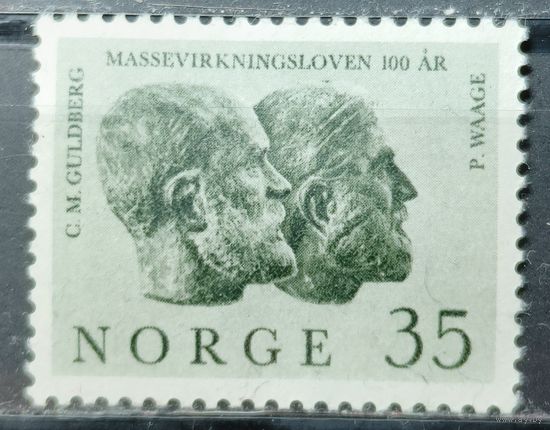 MASSEVIRKNINGSLOVEN 100 ÅR
C. M. GULDBERG
P. WAAGE
NORGE 35